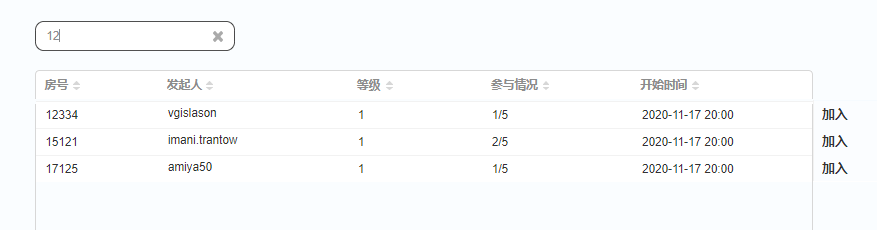 12
房号 发起人 等级 参与情况 开始时间
12334 vgislason 1 1/5 2020-11-17 20:00 加入
15121 imani.trantow 1 2/5 2020-11-17 20:00 加入
17125 amiya50 1 1/5 2020-11-17 20:00 加入